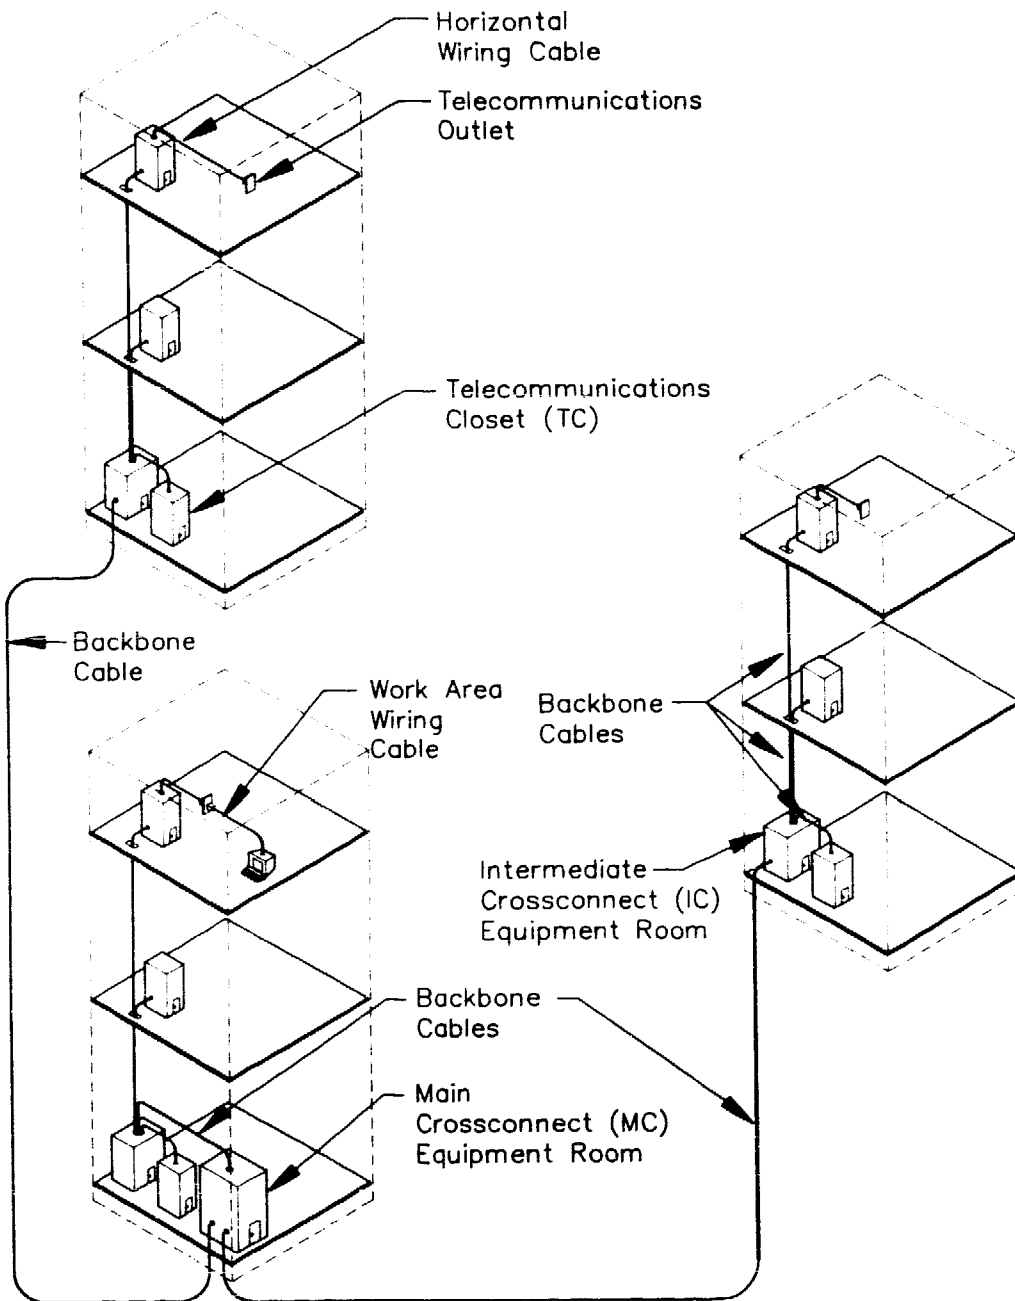 Horizontal
Wiring Cable
Telecommunications
Outlet
Telecommunications
Closet (TC)
Backbone
Cable
Work Area
Wiring
Cable
Backbone
Cables
Intermediate
Crossconnect (IC)
Equipment Room
Backbone
Cables
Main
Crossconnect (MC)
Equipment Room